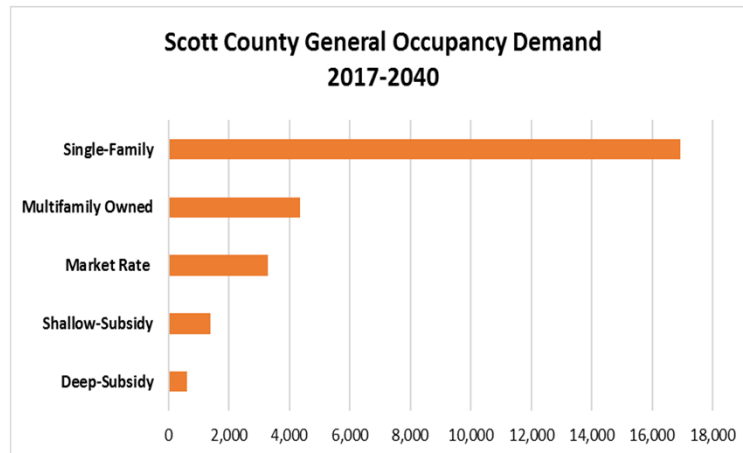 Scott County General Occupancy Demand
2017-2040
Single-Family
Multifamily Owned
Market Rate
Shallow-Subsidy
Deep-Subsidy
0 2,000 4,000 6,000 8,000 10,000 12,000 14,000 16,000 18,000